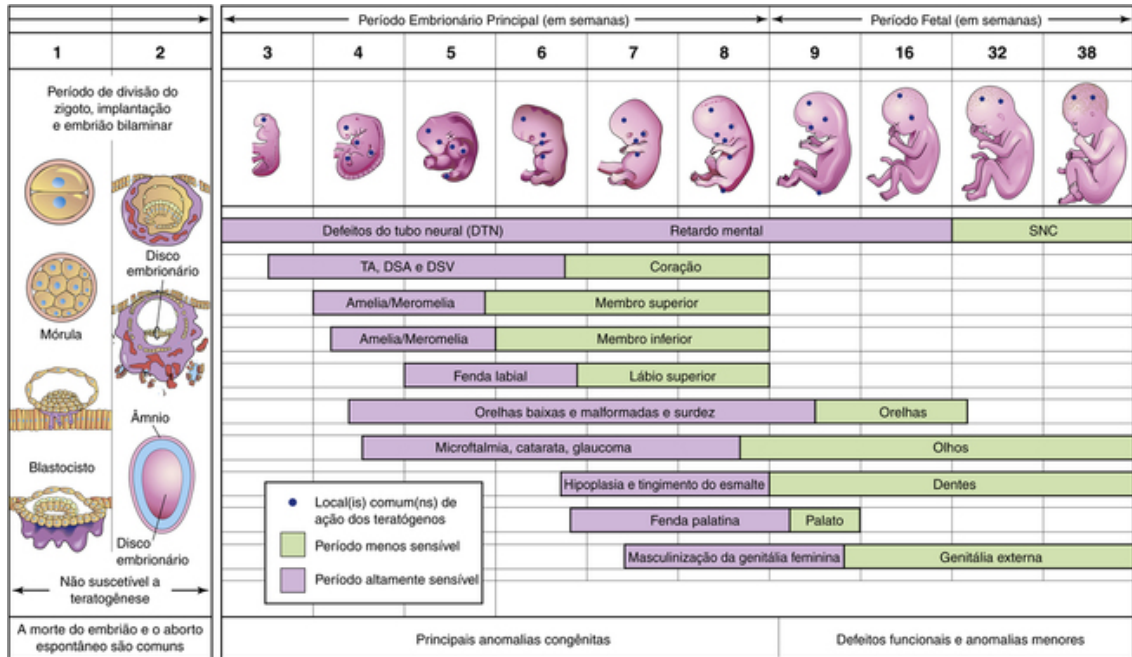 Período Embrionário Principal (em semanas)
Período Fetal (em semanas)
1 2 3 4 5 6 7 8 9 16 32 38
Período de divisão do
zigoto, implantação
e embrião bilaminar
Disco
embrionário
Mórula
Âmnio
Blastocisto
Disco
embrionário
Não suscetível a
teratogênese
A morte do embrião e o aborto
espontâneo são comuns
Defeitos do tubo neural (DTN) Retardo mental SNC
TA, DSA e DSV Coração
Amelia/Meromelia Membro superior
Amelia/Meromelia Membro inferior
Fenda labial Lábio superior
Orelhas baixas e malformadas e surdez Orelhas
Microftalmia, catarata, glaucoma Olhos
Hipoplasia e tingimento do esmalte Dentes
Fenda palatina Palato
Masculinização da genitália feminina Genitália externa
Local(is) comum(ns) de
ação dos teratógenos
Período menos sensível
Período altamente sensível
Principais anomalias congênitas
Defeitos funcionais e anomalias menores